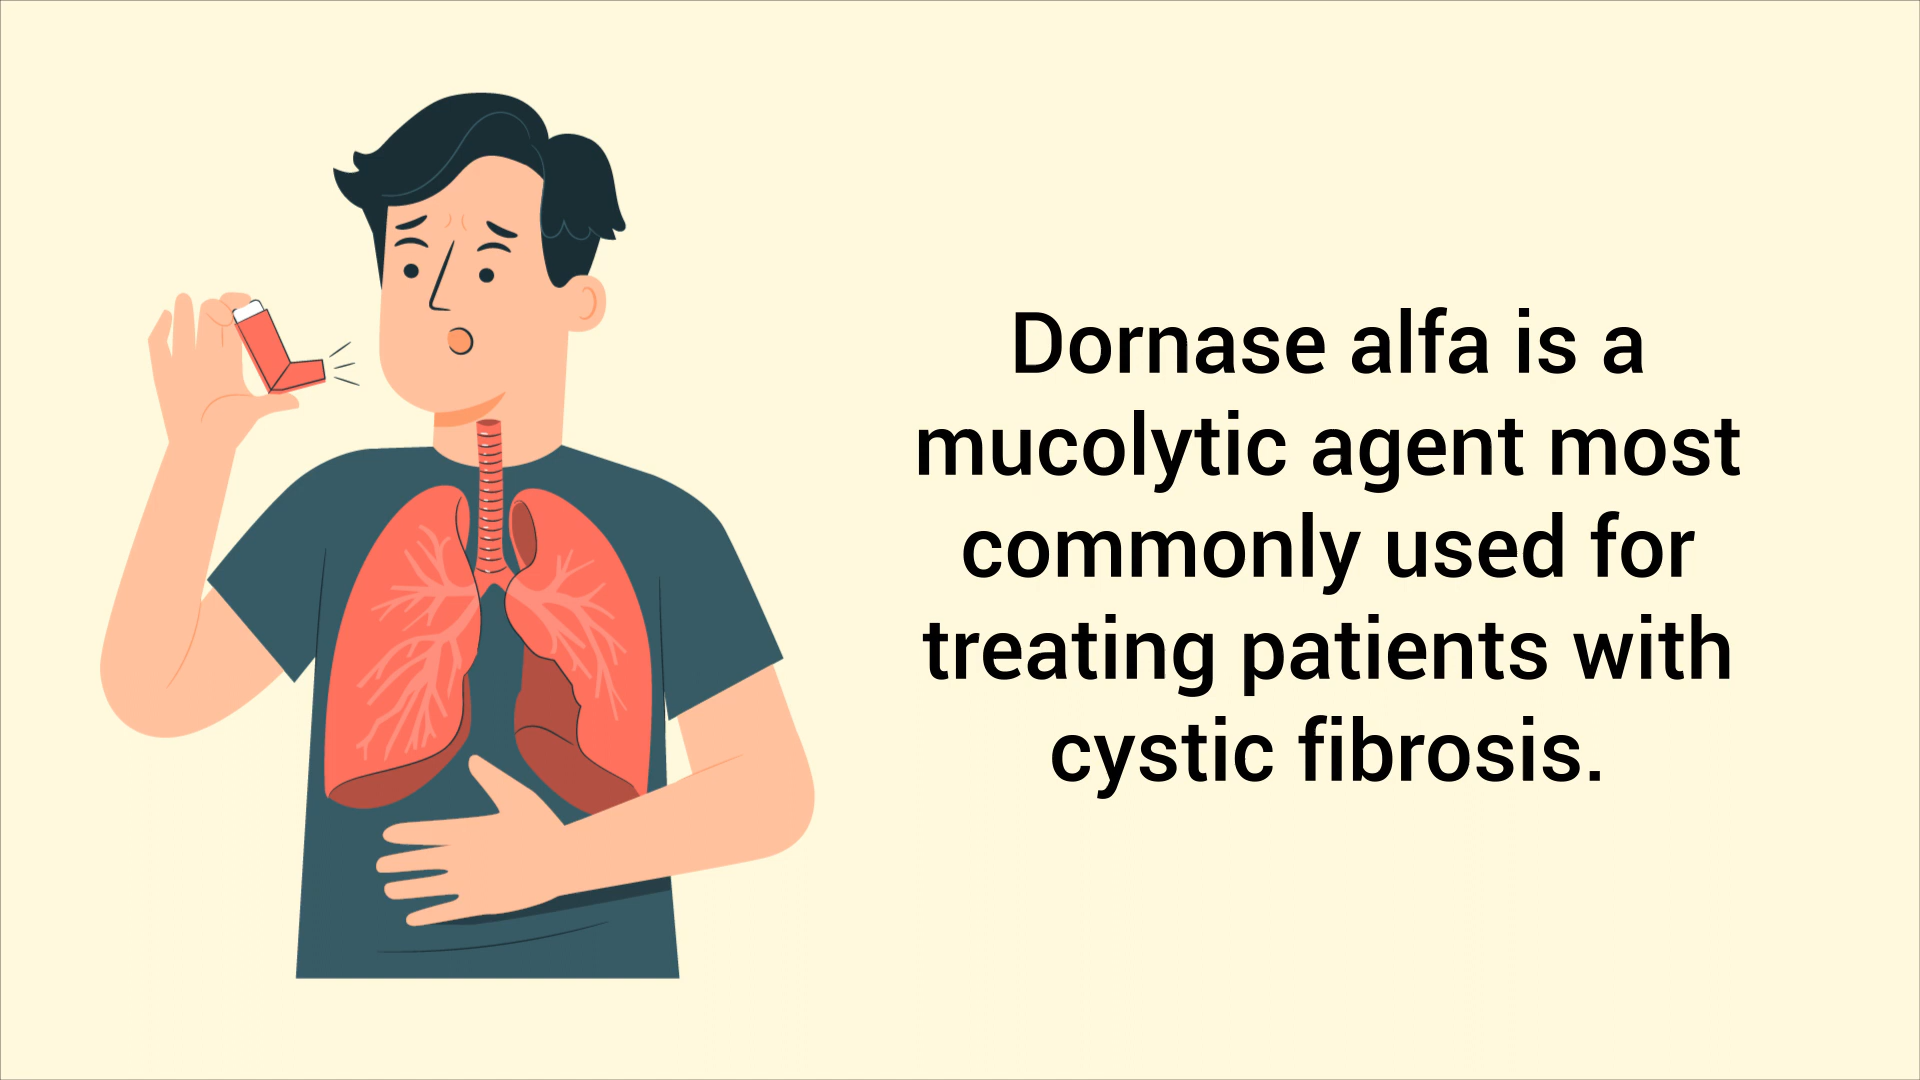 Dornase alfa is a
mucolytic agent most
commonly used for
treating patients with
cystic fibrosis.